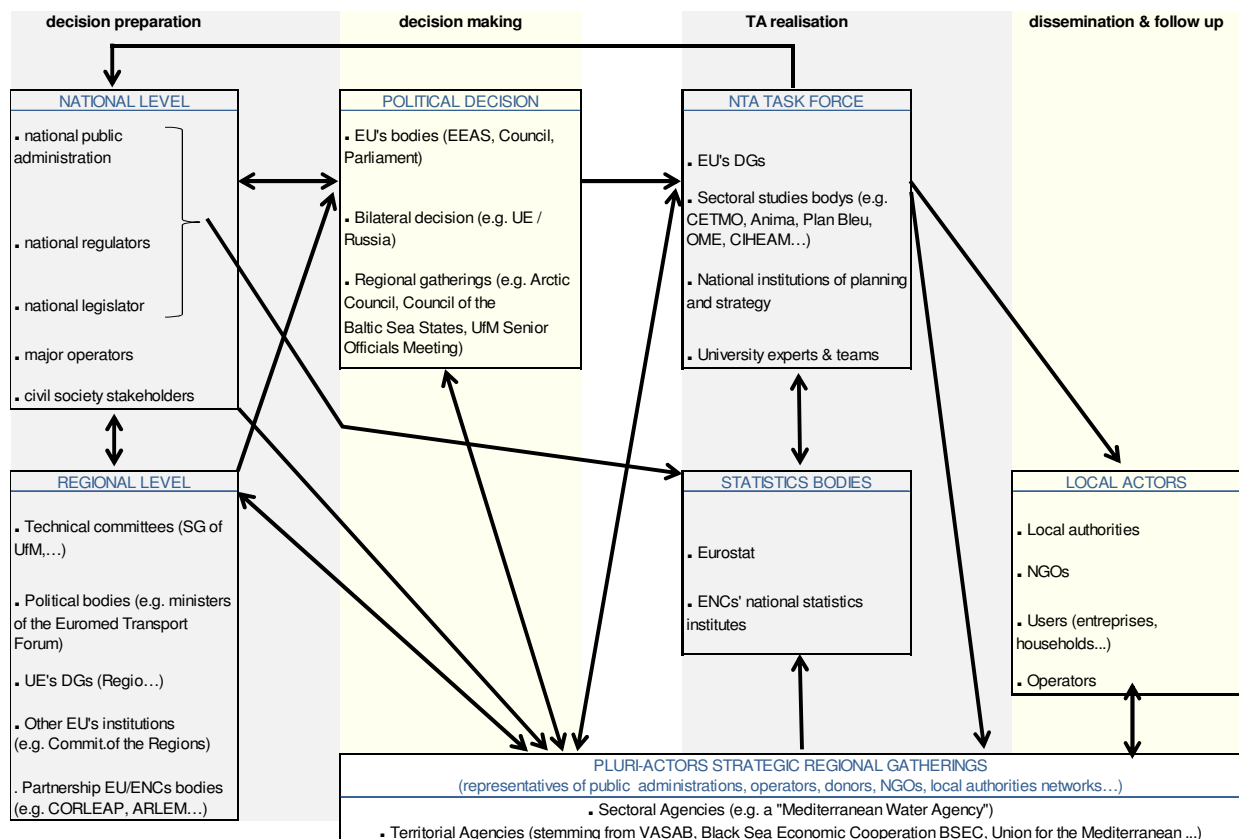 decision preparation
decision making
TA realisation
dissemination & follow up
NATIONAL LEVEL
. national public
administration
. national regulators
. national legislator
. major operators
. civil society stakeholders
POLITICAL DECISION
. EU's bodies (EEAS, Council,
Parliament)
. Bilateral decision (e.g. UE /
Russia)
. Regional gatherings (e.g. Arctic
Council, Council of the
Baltic Sea States, UfM Senior
Officials Meeting)
NTA TASK FORCE
. EU's DGs
. Sectoral studies bodys (e.g.
CETMO, Anima, Plan Bleu,
OME, CIHEAM…)
. National institutions of planning
and strategy
. University experts & teams
REGIONAL LEVEL
. Technical committees (SG of
UfM,…)
. Political bodies (e.g. ministers
of the Euromed Transport
Forum)
. UE's DGs (Regio…)
. Other EU's institutions
(e.g. Commit.of the Regions)
. Partnership EU/ENCs bodies
(e.g. CORLEAP, ARLEM…)
STATISTICS BODIES
. Eurostat
. ENCs' national statistics
institutes
LOCAL ACTORS
. Local authorities
. NGOs
. Users (entreprises,
households...)
. Operators
PLURI-ACTORS STRATEGIC REGIONAL GATHERINGS
(representatives of public administrations, operators, donors, NGOs, local authorities networks…)
. Sectoral Agencies (e.g. a "Mediterranean Water Agency")
. Territorial Agencies (stemming from VASAB, Black Sea Economic Cooperation BSEC, Union for the Mediterranean ...)